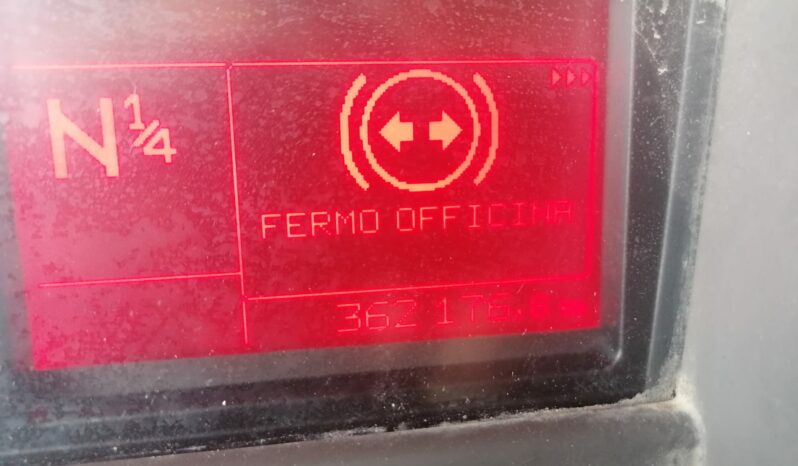 N 1/4
FERMO OFFICINA
362 176.